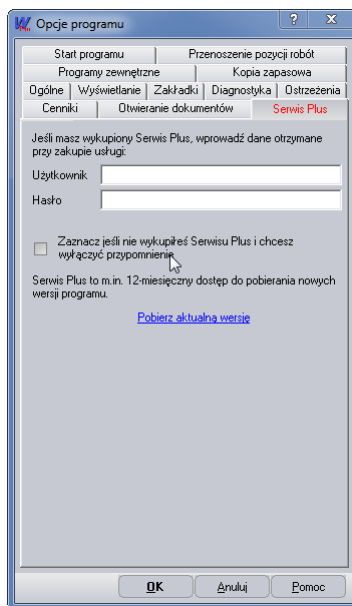 Opcje programu
Start programu Przenoszenie pozycji robót
Programy zewnętrzne Kopia zapasowa
Ogólne Wyświetlanie Zakładki Diagnostyka Ostrzeżenia
Cenniki Otwieranie dokumentów Serwis Plus
Jeśli masz wykupiony Serwis Plus, wprowadź dane otrzymane
przy zakupie usługi:
Użytkownik
Hasło
Zaznacz jeśli nie wykupiłeś Serwisu Plus i chcesz
wyłączyć przypomnienie
Serwis Plus to m.in. 12-miesięczny dostęp do pobierania nowych
wersji programu.
Pobierz aktualną wersję
OK Anuluj Pomoc